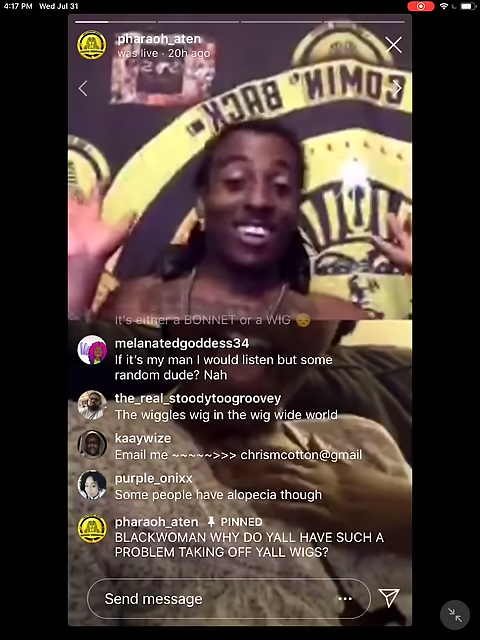 4:17 PM Wed Jul 31
pharaoh_aten
was live · 20h ago
COMIN' BACK
It's either a BONNET or a WIG 😔
melanatedgoddess34
If it's my man I would listen but some
random dude? Nah
the_real_stoodytoogroovey
The wiggles wig in the wig wide world
kaaywize
Email me ~~~~~>>> chrismcotton@gmail
purple_onixx
Some people have alopecia though
pharaoh_aten PINNED
BLACKWOMAN WHY DO YALL HAVE SUCH A
PROBLEM TAKING OFF YALL WIGS?
Send message